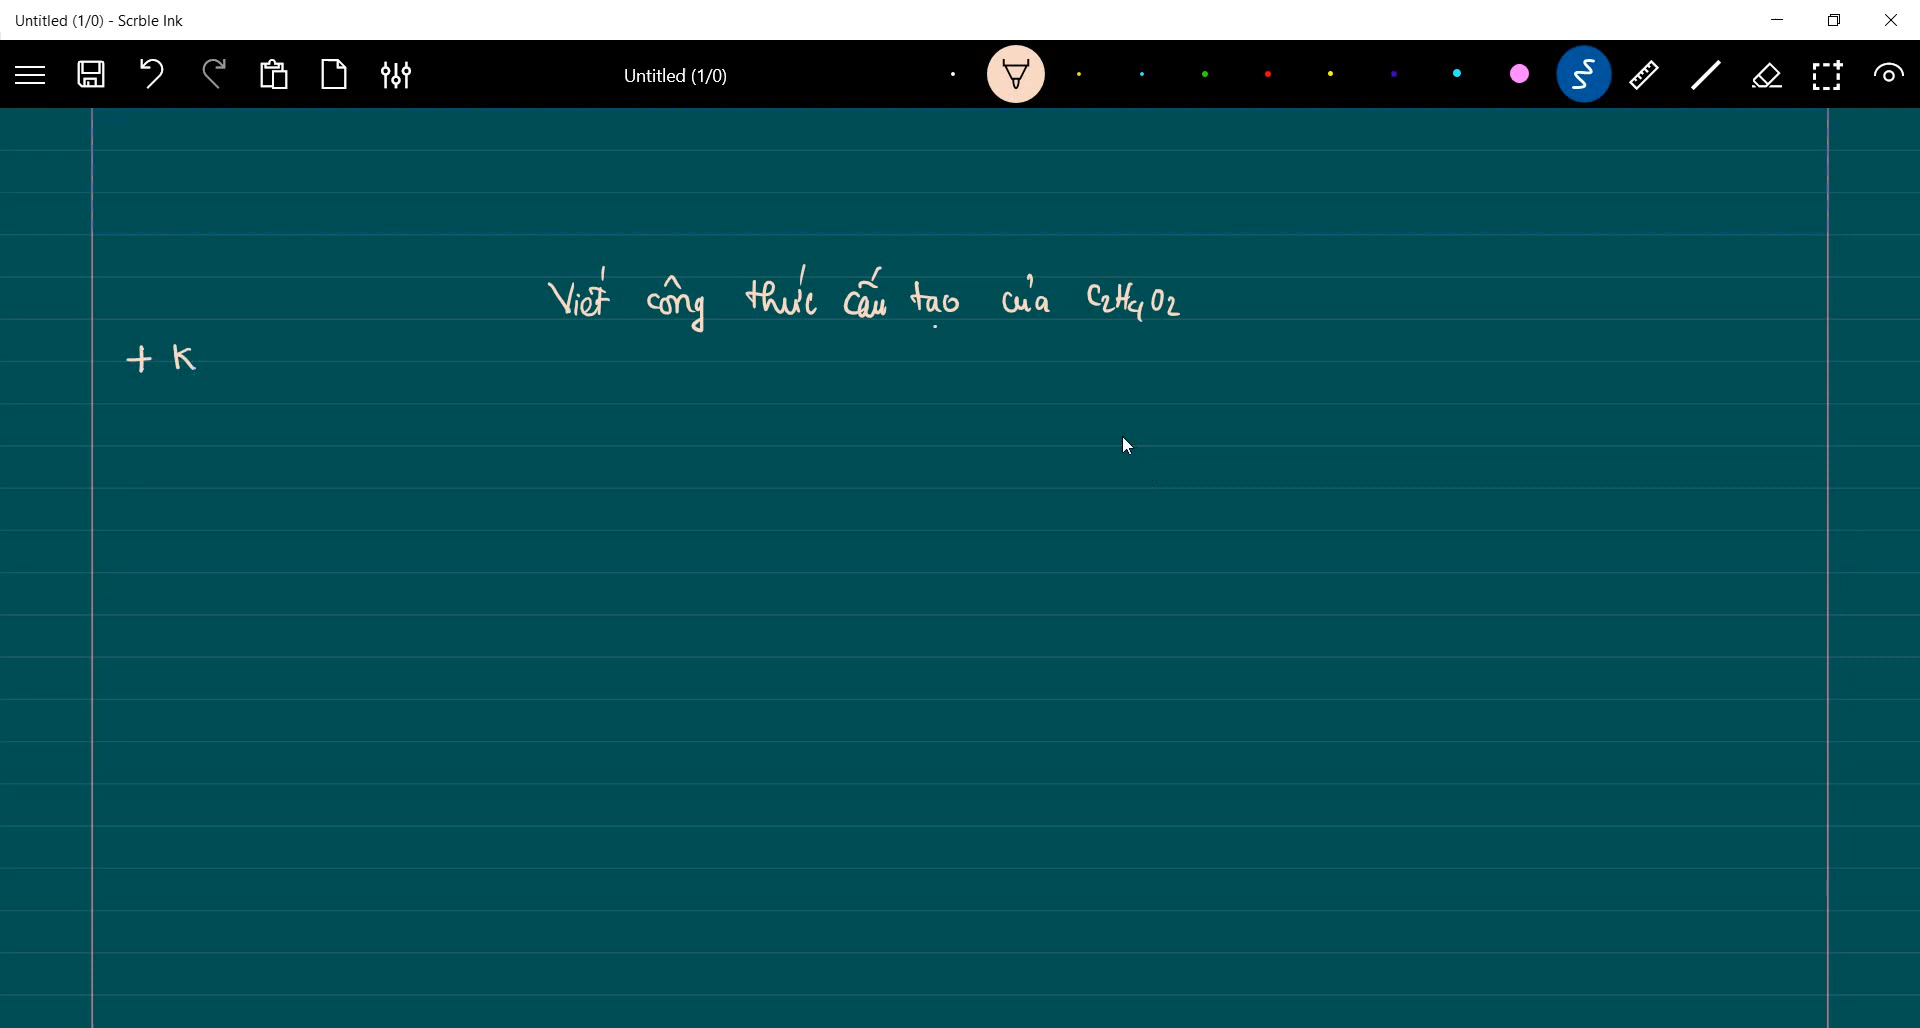 Untitled (1/0) - Scrble Ink
Untitled (1/0)
Viết công thức cấu tạo của C2H4O2
+ K